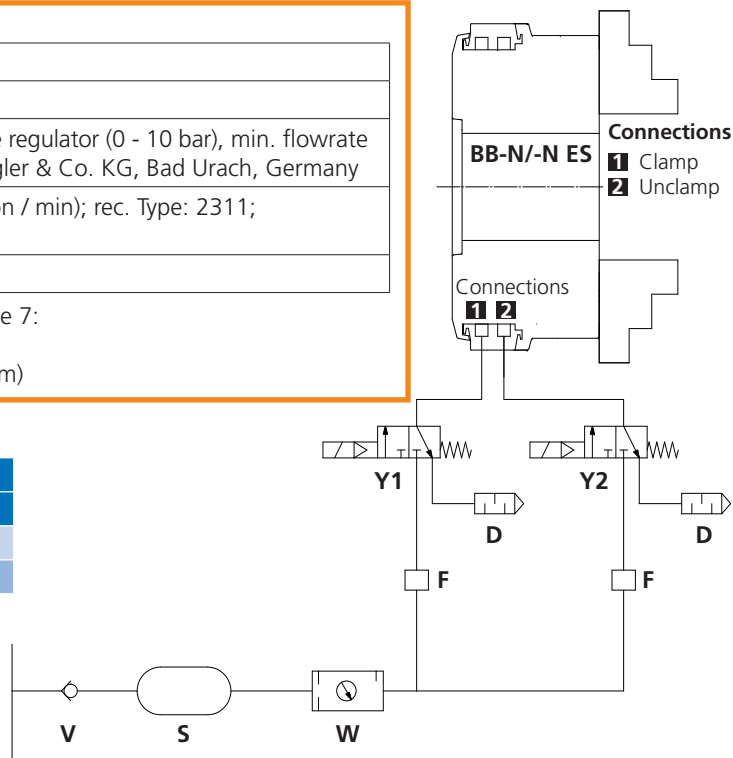 e regulator (0 - 10 bar), min. flowrate
gler & Co. KG, Bad Urach, Germany
on / min); rec. Type: 2311;
e 7:
m)
BB-N/-N ES
Connections
1 Clamp
2 Unclamp
Connections
1 2
Y1
Y2
D
D
F
F
V
S
W